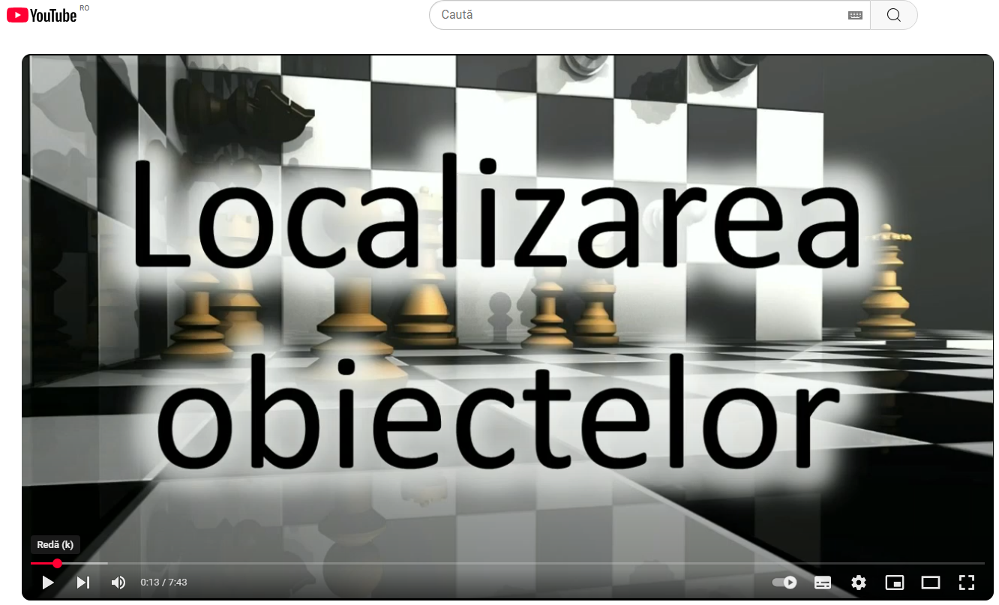 YouTube RO
Caută
Localizarea
obiectelor
Redă (k)
0:13 / 7:43